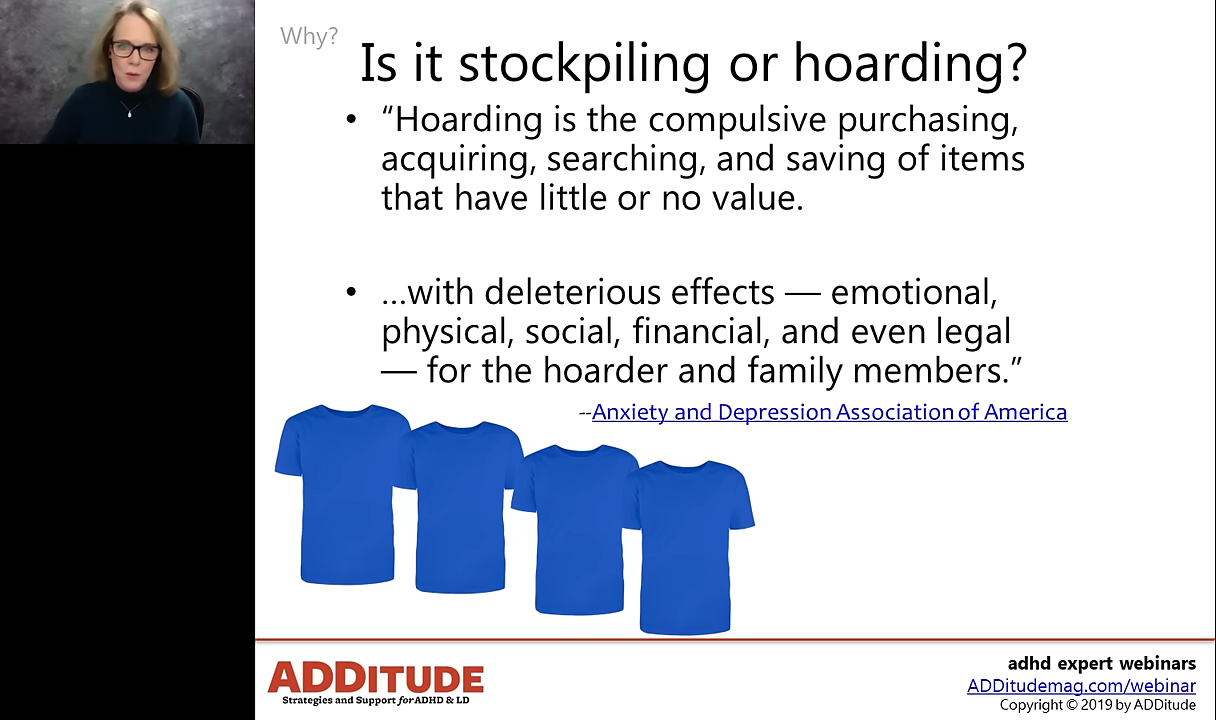 Why?
Is it stockpiling or hoarding?
• “Hoarding is the compulsive purchasing,
acquiring, searching, and saving of items
that have little or no value.
• …with deleterious effects — emotional,
physical, social, financial, and even legal
— for the hoarder and family members.”
--Anxiety and Depression Association of America
ADDITUDE
Strategies and Support for ADHD & LD
adhd expert webinars
ADDitudemag.com/webinar
Copyright © 2019 by ADDitude